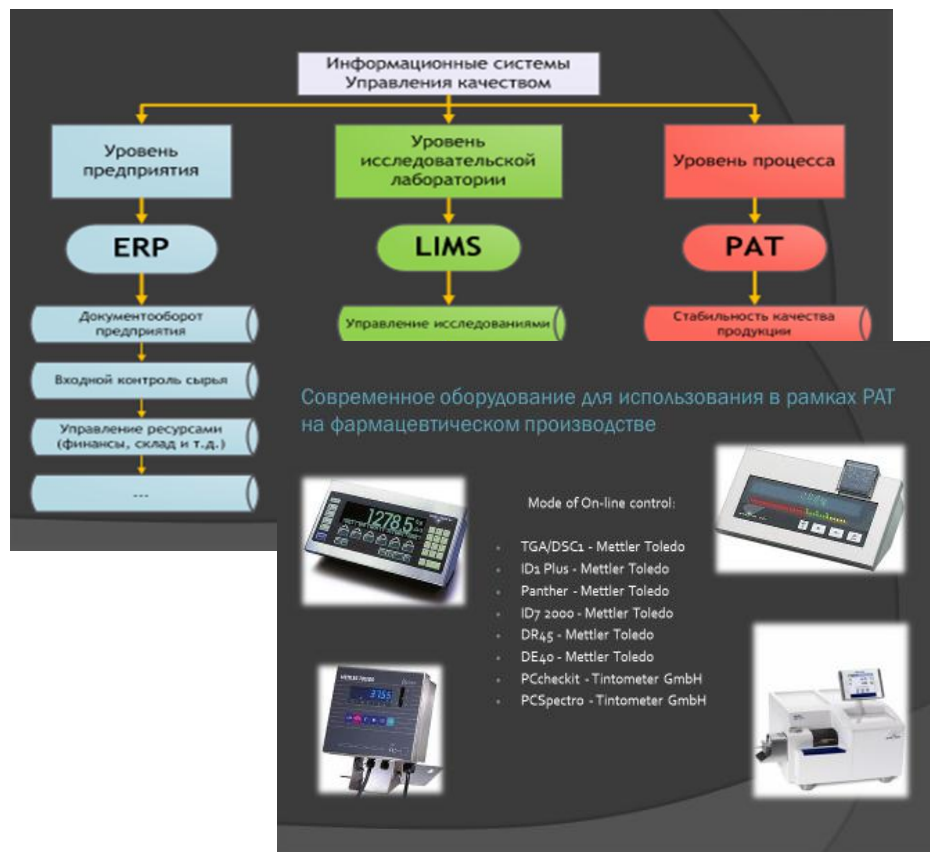 Информационные системы
Управления качеством
Уровень
предприятия
Уровень
исследовательской
лаборатории
Уровень процесса
ERP
LIMS
PAT
Документооборот
предприятия
Управление исследованиями
Стабильность качества
продукции
Входной контроль сырья
Управление ресурсами
(финансы, склад и т.д.)
---
Современное оборудование для использования в рамках PAT
на фармацевтическом производстве
Mode of On-line control:
TGA/DSC1 - Mettler Toledo
ID1 Plus - Mettler Toledo
Panther - Mettler Toledo
ID7 2000 - Mettler Toledo
DR45 - Mettler Toledo
DE40 - Mettler Toledo
PCcheckit - Tintometer GmbH
PCSpectro - Tintometer GmbH
1278.5
METTLER TOLEDO